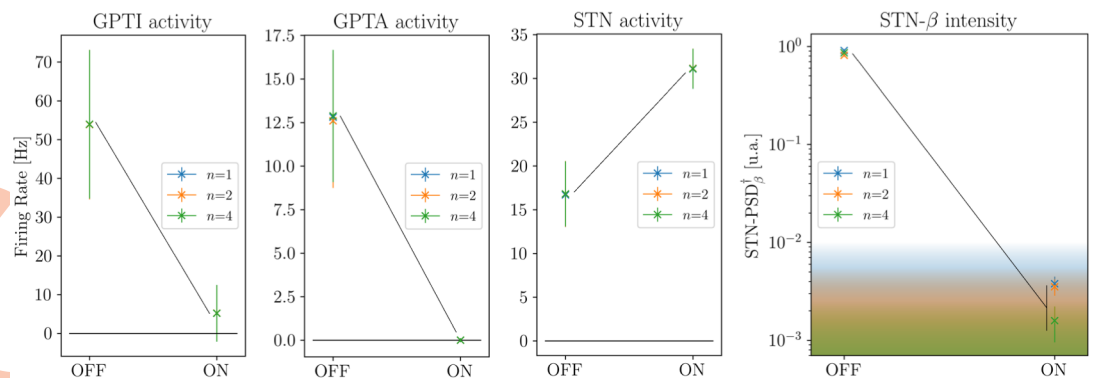 GPTI activity
Firing Rate [Hz]
70
60
50
40
30
20
10
0
n=1
n=2
n=4
OFF ON
GPTA activity
17.5
15.0
12.5
10.0
7.5
5.0
2.5
0.0
n=1
n=2
n=4
OFF ON
STN activity
35
30
25
20
15
10
5
0
n=1
n=2
n=4
OFF ON
STN-β intensity
STN-PSD†β [u.a.]
10⁰
10⁻¹
10⁻²
10⁻³
n=1
n=2
n=4
OFF ON